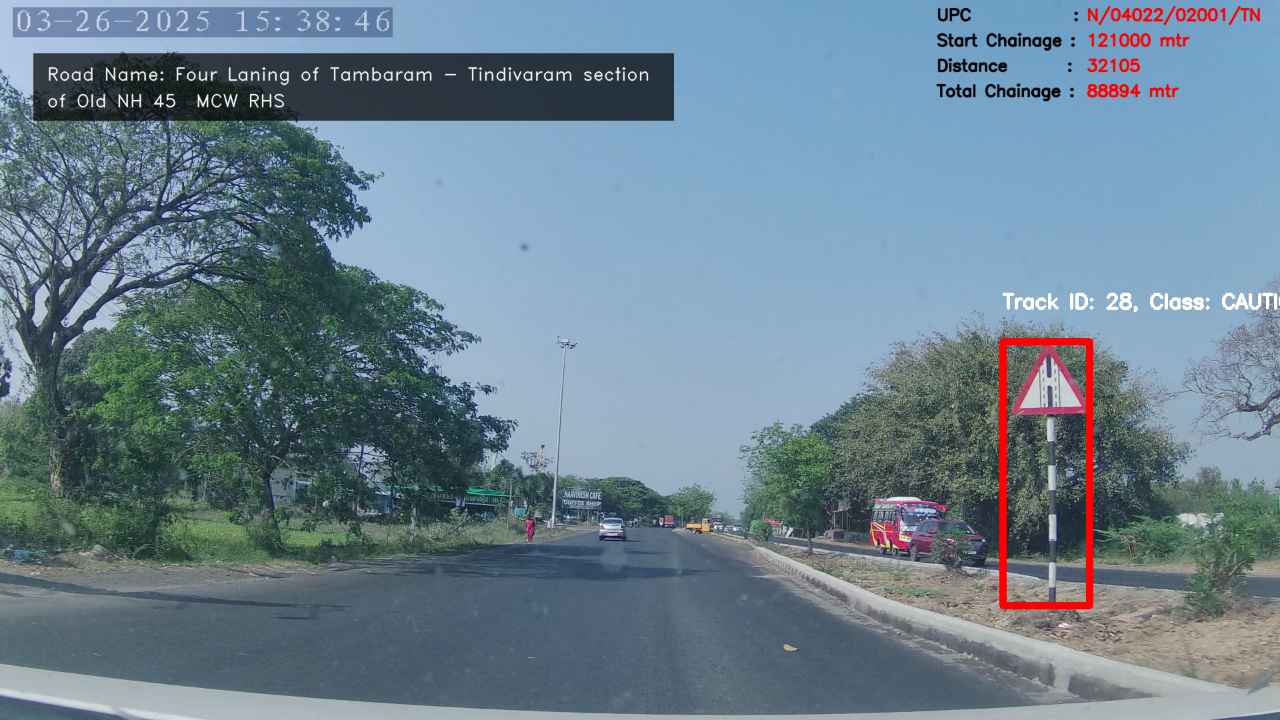 03-26-2025 15:38:46
Road Name: Four Laning of Tambaram - Tindivaram section
of Old NH 45 MCW RHS
UPC : N/04022/02001/TN
Start Chainage : 121000 mtr
Distance : 32105
Total Chainage : 88894 mtr
Track ID: 28, Class: CAUTI